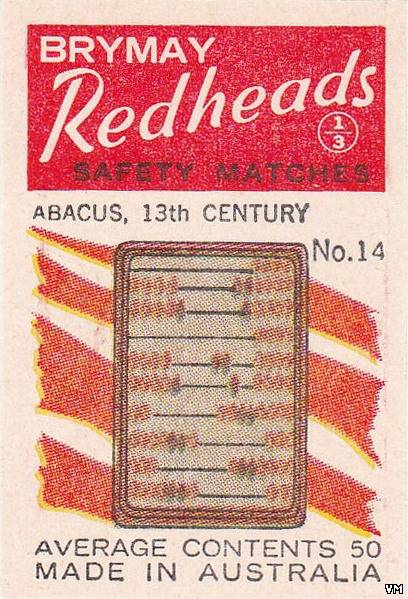 BRYMAY
Redheads
1/3
SAFETY MATCHES
ABACUS, 13th CENTURY
No.14
AVERAGE CONTENTS 50
MADE IN AUSTRALIA
VM